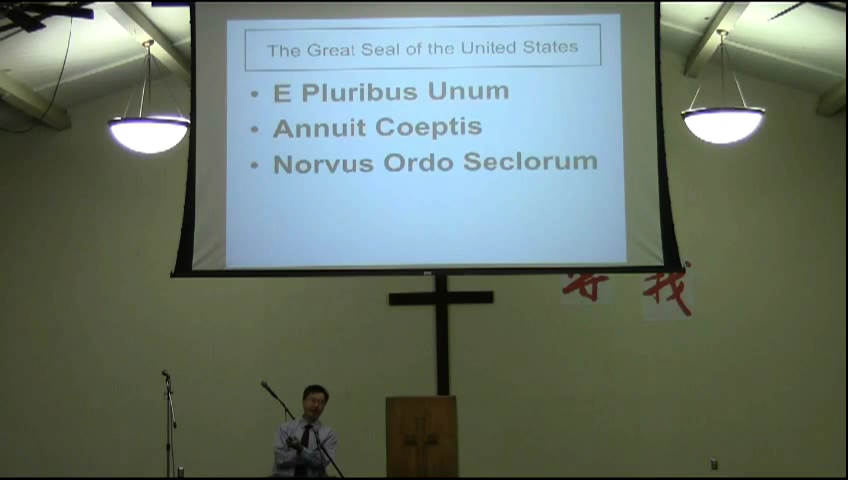 The Great Seal of the United States
• E Pluribus Unum
• Annuit Coeptis
• Norvus Ordo Seclorum
我